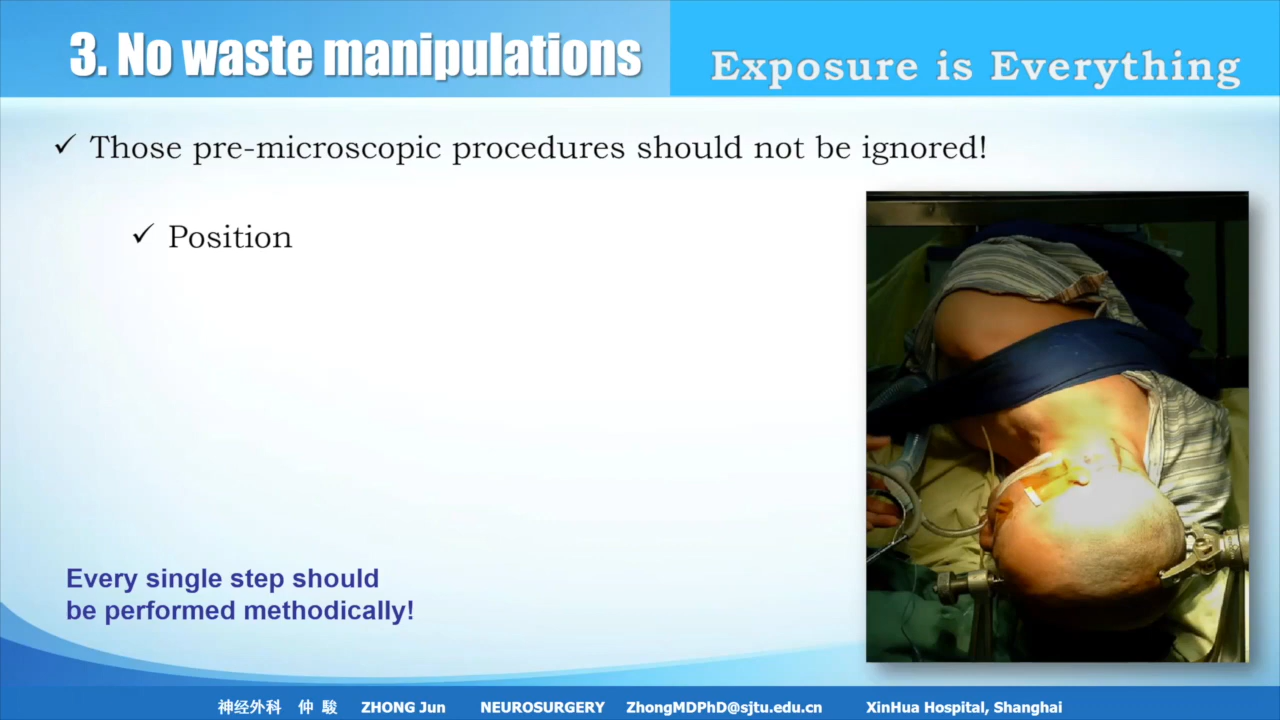 3. No waste manipulations
Exposure is Everything
✓ Those pre-microscopic procedures should not be ignored!
✓ Position
Every single step should
be performed methodically!
神经外科 仲 駿 ZHONG Jun NEUROSURGERY ZhongMDPhD@sjtu.edu.cn XinHua Hospital, Shanghai